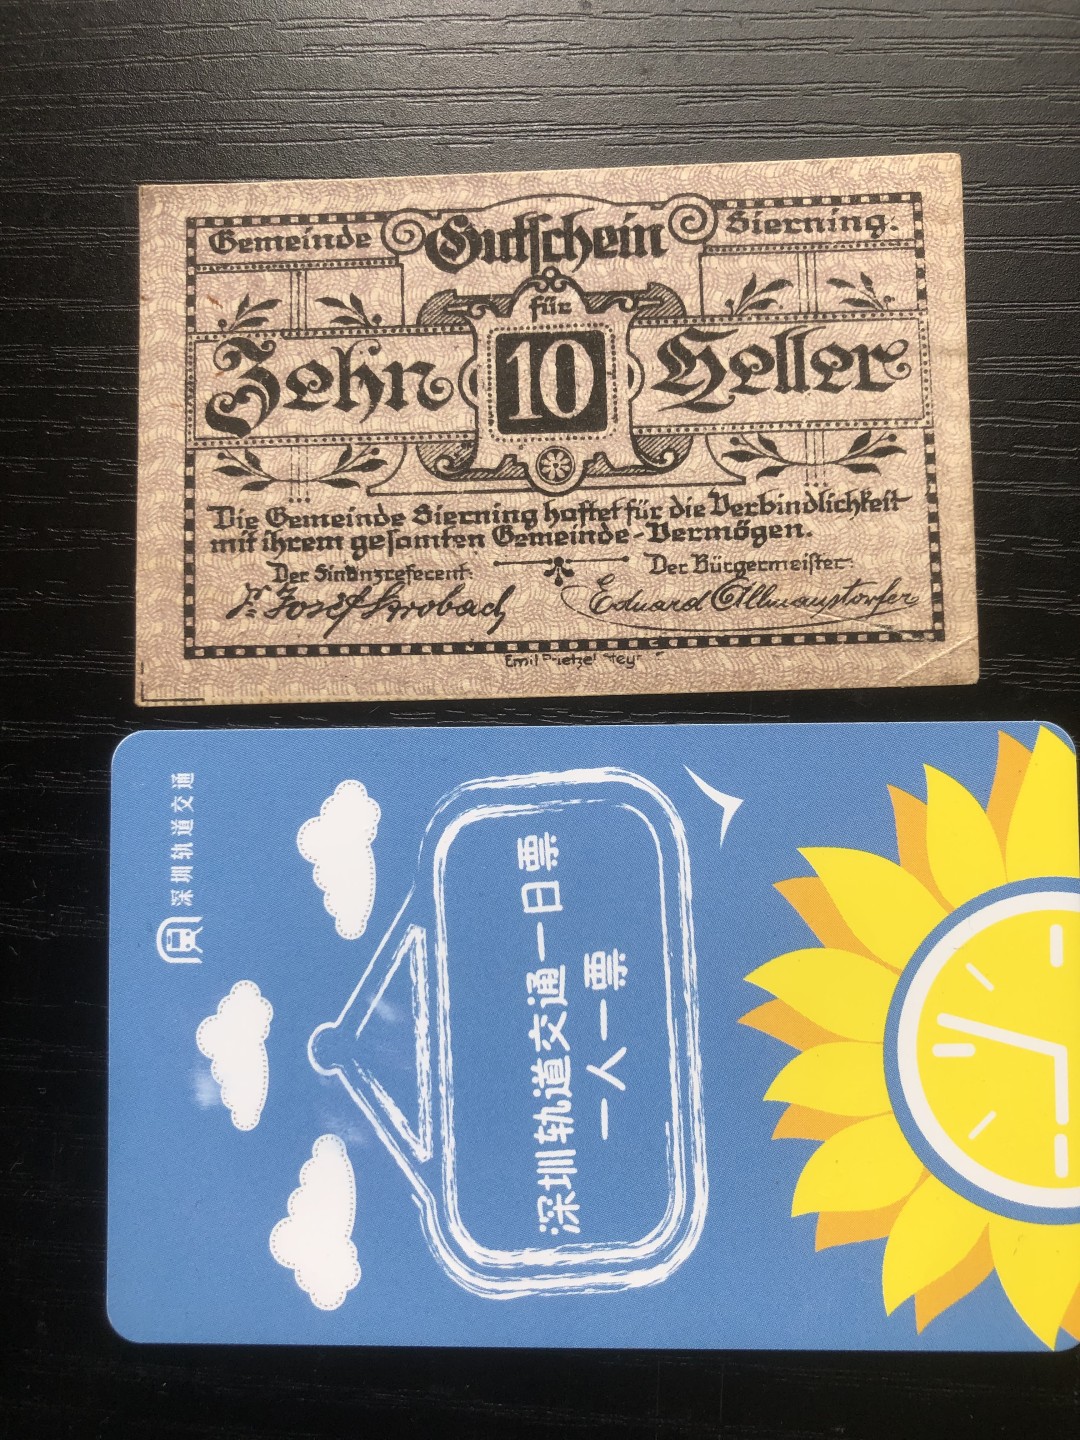 Gemeinde Gutschein Sierning.
für
Zehn 10 Heller
Die Gemeinde Sierning haftet für die Verbindlichkeit
mit ihrem gesamten Gemeinde-Vermögen.
Der Finanzreferent: Der Bürgermeister:
Josef Eduard
Emil
深圳轨道交通
深圳轨道交通一日票
一人一票